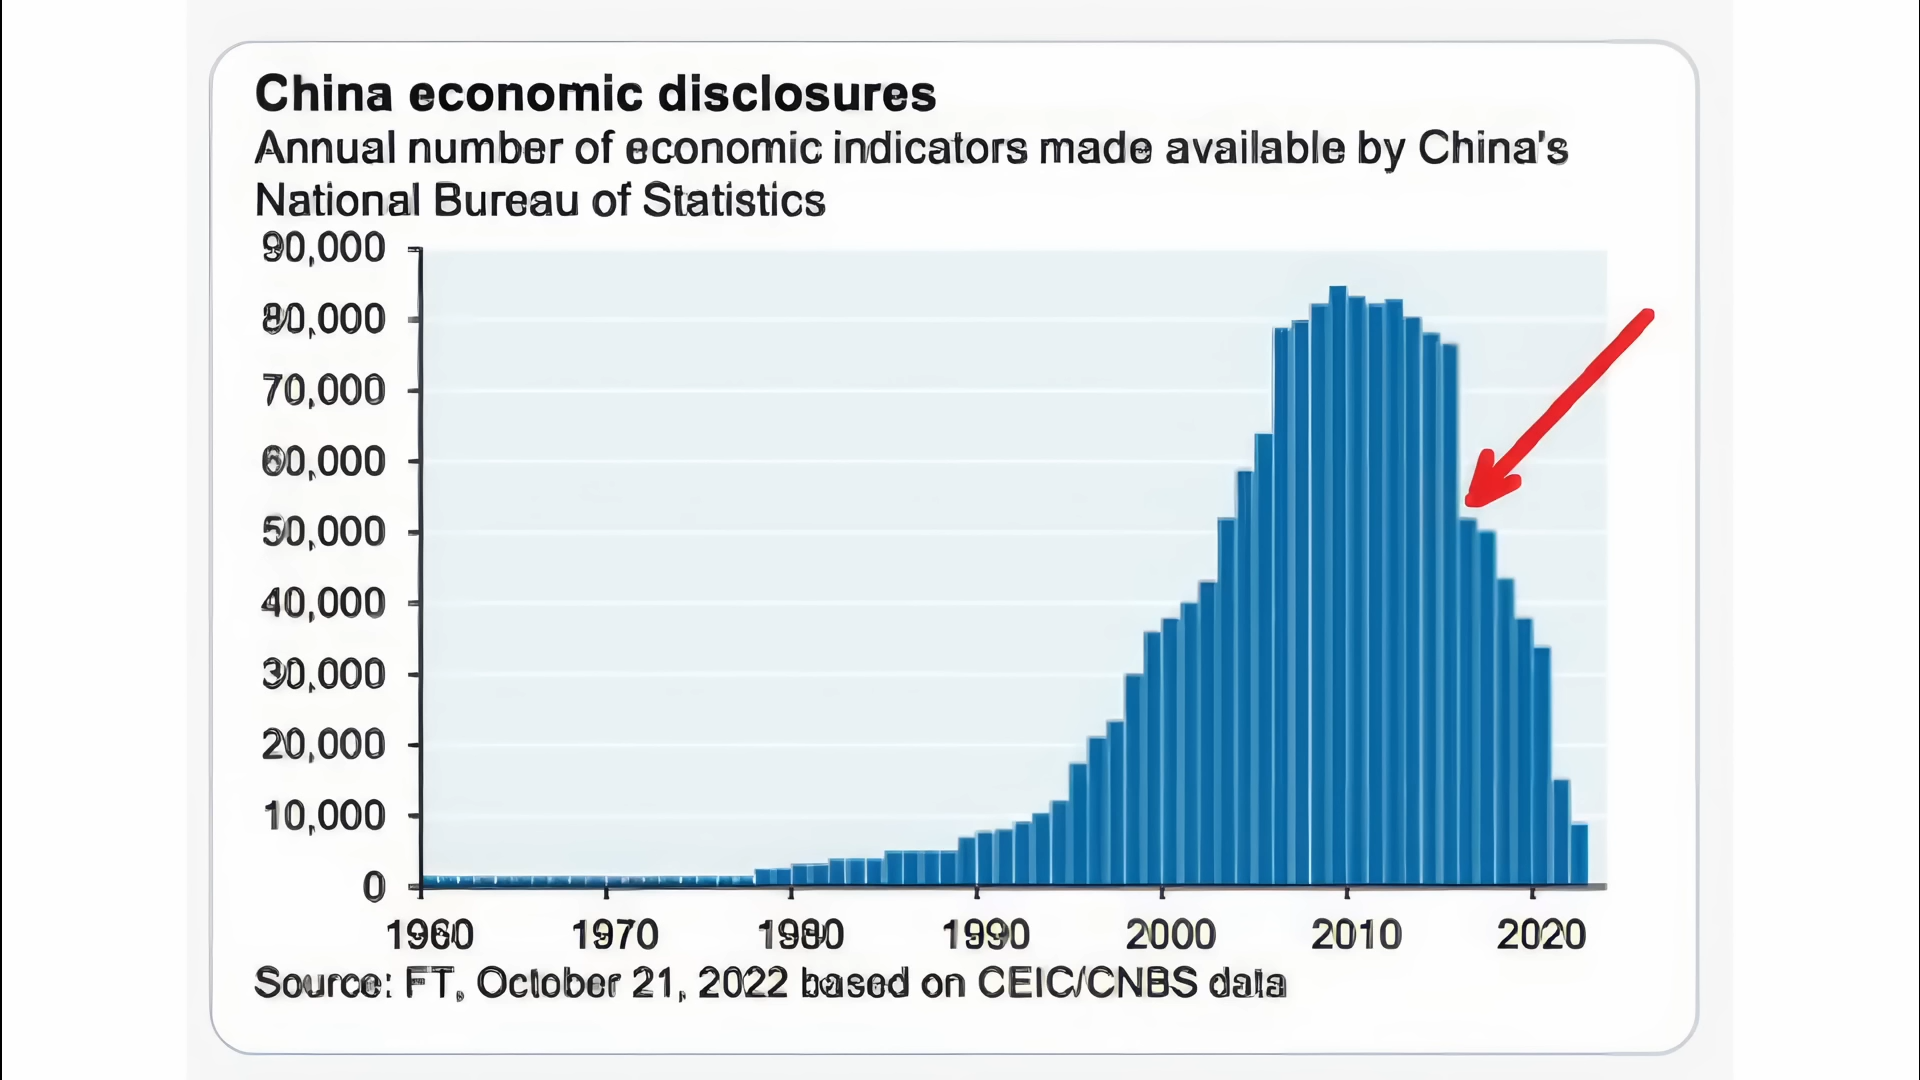 China economic disclosures
Annual number of economic indicators made available by China's
National Bureau of Statistics
90,000
80,000
70,000
60,000
50,000
40,000
30,000
20,000
10,000
0
1960 1970 1980 1990 2000 2010 2020
Source: FT, October 21, 2022 based on CEIC/CNBS data